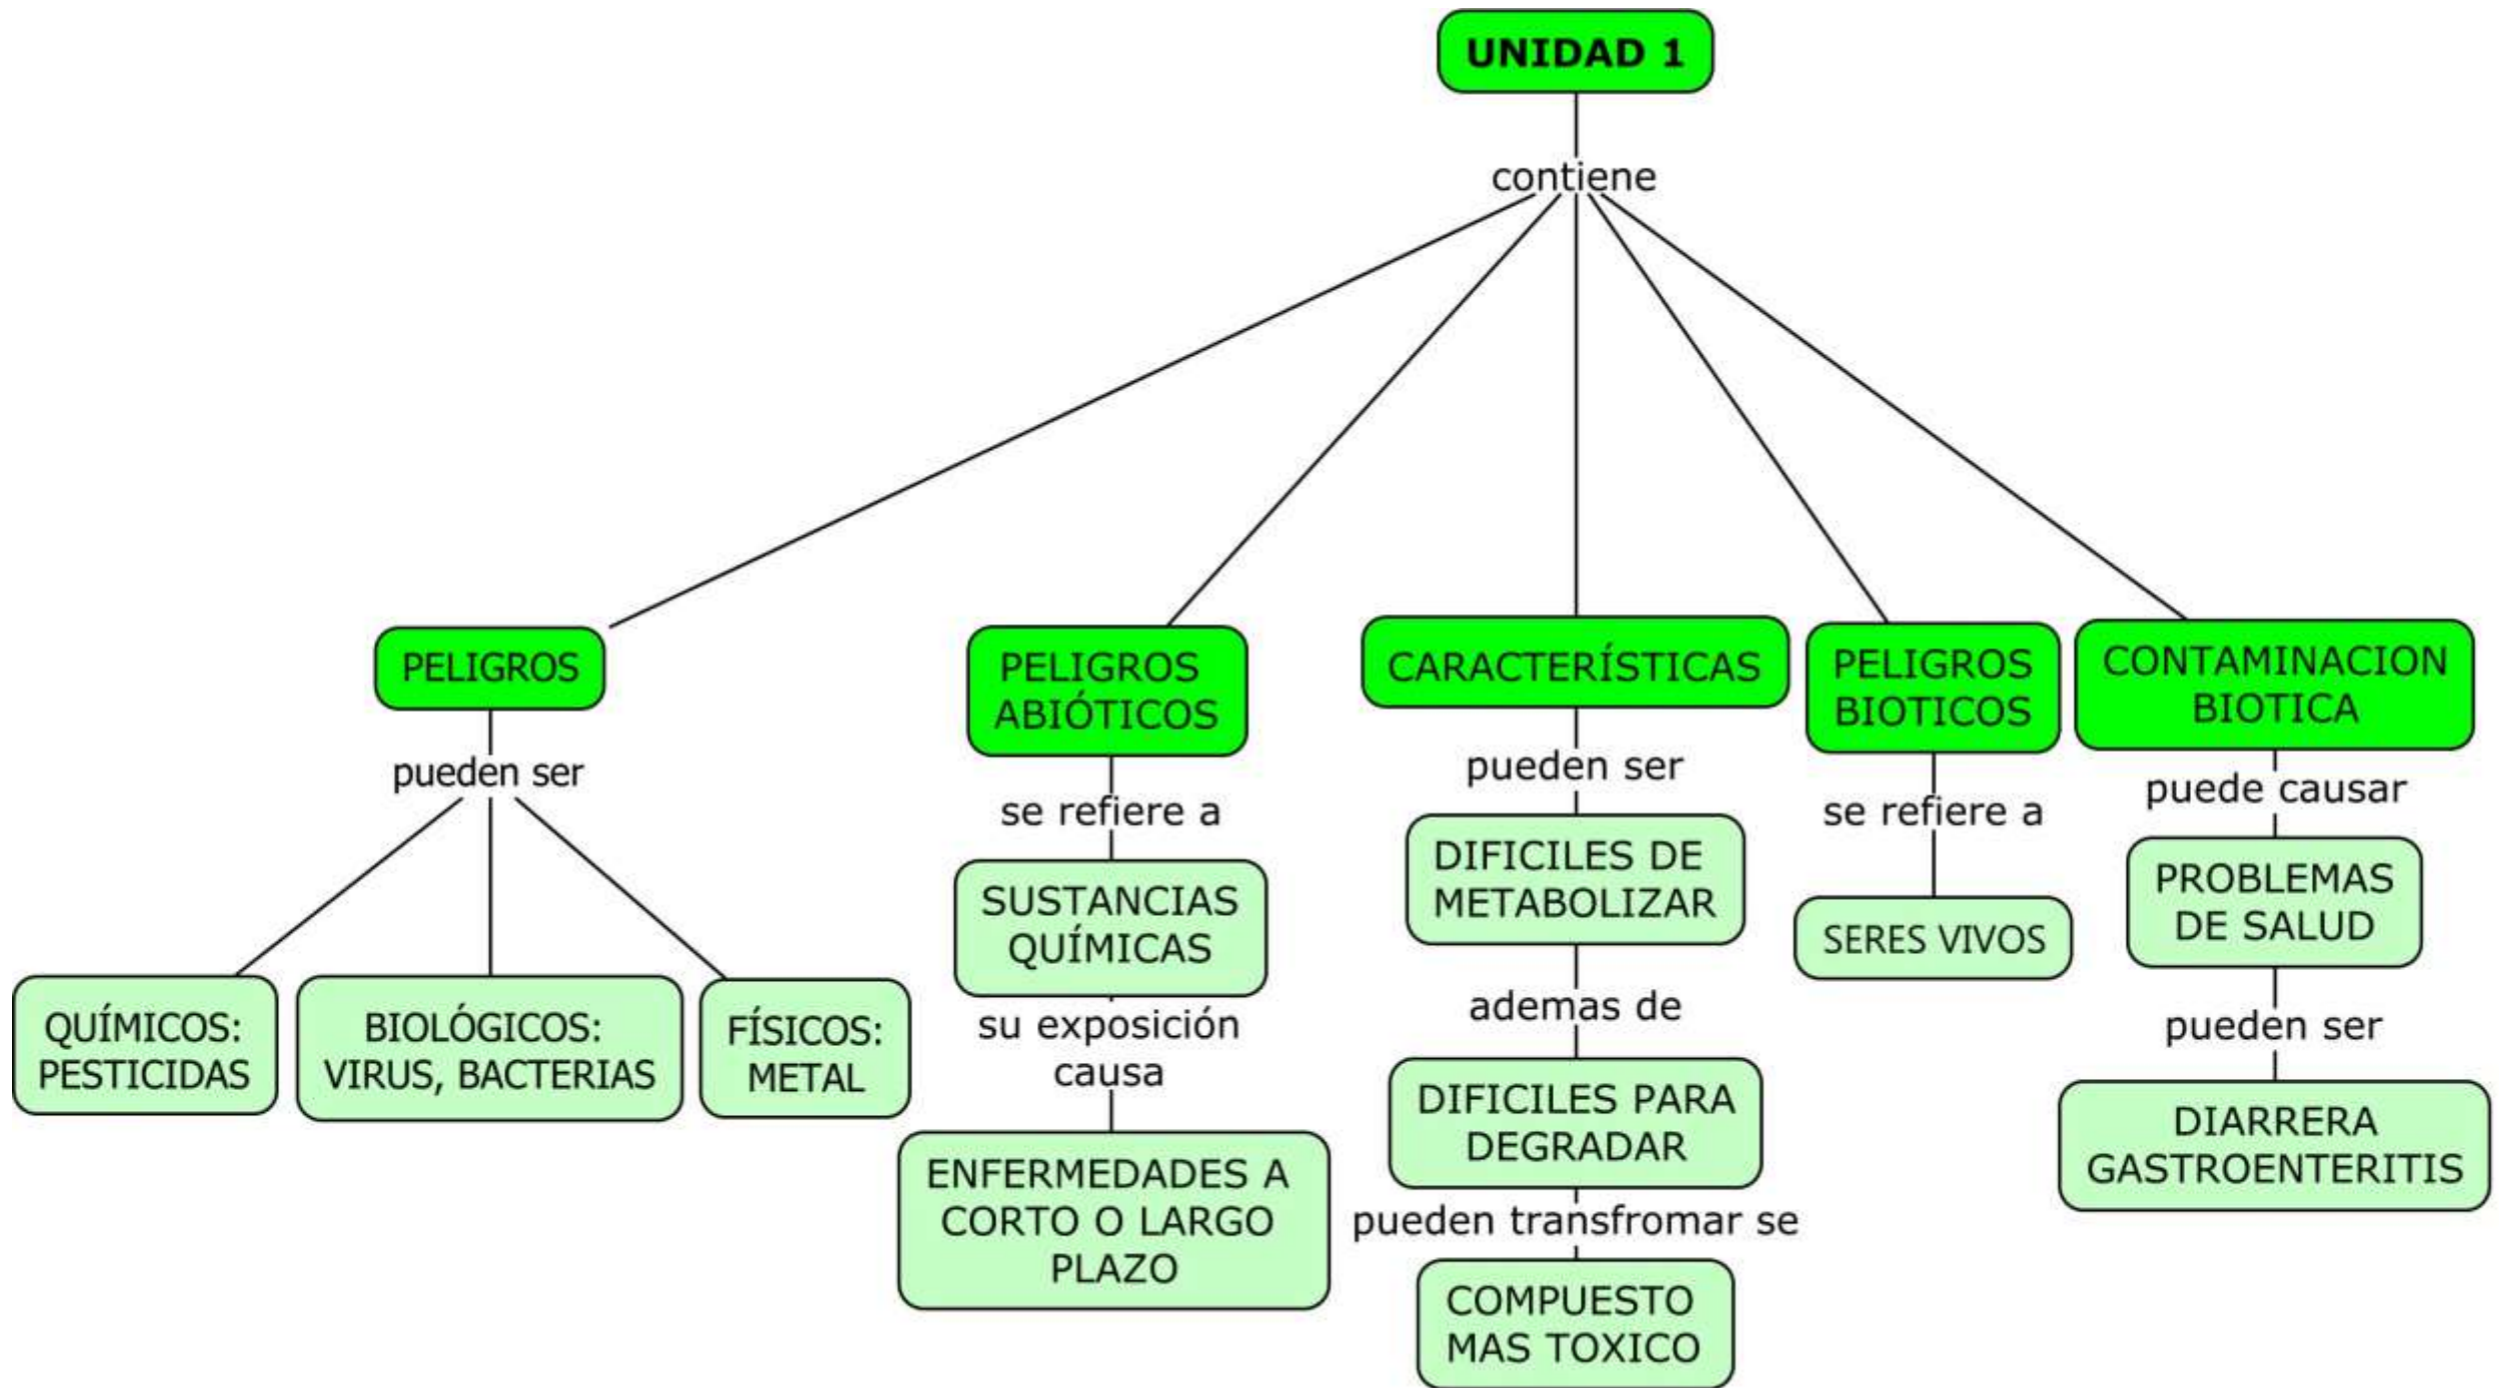 UNIDAD 1
contiene
PELIGROS
pueden ser
QUÍMICOS:
PESTICIDAS
BIOLÓGICOS:
VIRUS, BACTERIAS
FÍSICOS:
METAL
PELIGROS
ABIÓTICOS
se refiere a
SUSTANCIAS
QUÍMICAS
su exposición
causa
ENFERMEDADES A
CORTO O LARGO
PLAZO
CARACTERÍSTICAS
pueden ser
DIFICILES DE
METABOLIZAR
ademas de
DIFICILES PARA
DEGRADAR
pueden transfromar se
COMPUESTO
MAS TOXICO
PELIGROS
BIOTICOS
se refiere a
SERES VIVOS
CONTAMINACION
BIOTICA
puede causar
PROBLEMAS
DE SALUD
pueden ser
DIARRERA
GASTROENTERITIS